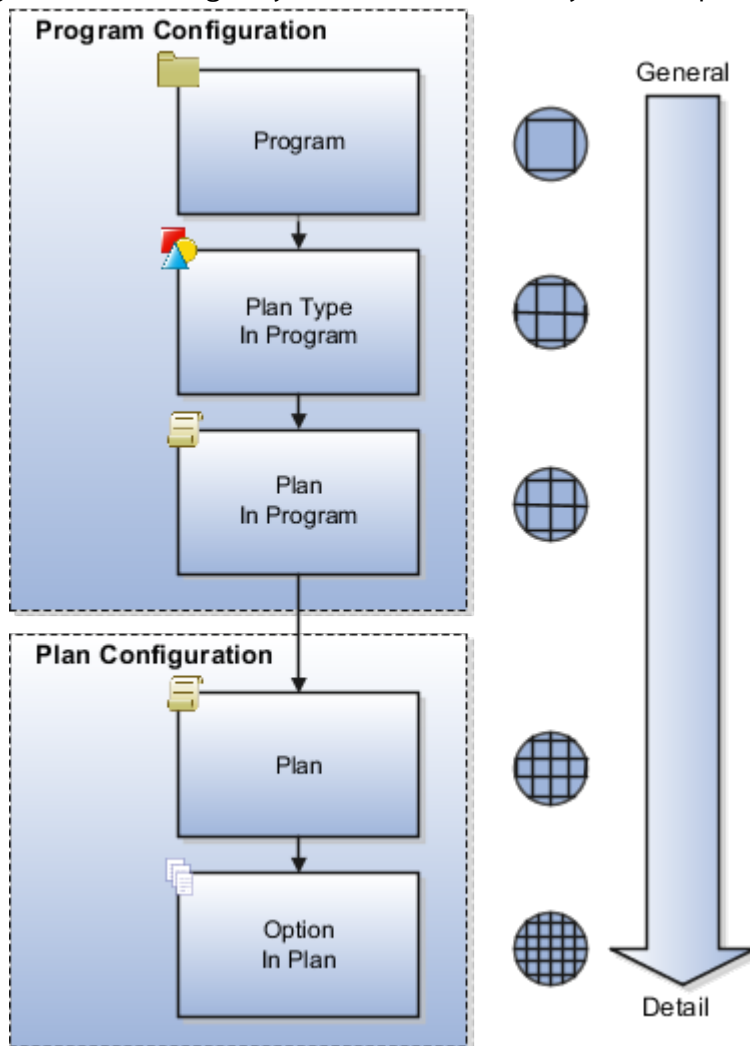 Program Configuration
General
Program
Plan Type
In Program
Plan
In Program
Plan Configuration
Plan
Option
In Plan
Detail